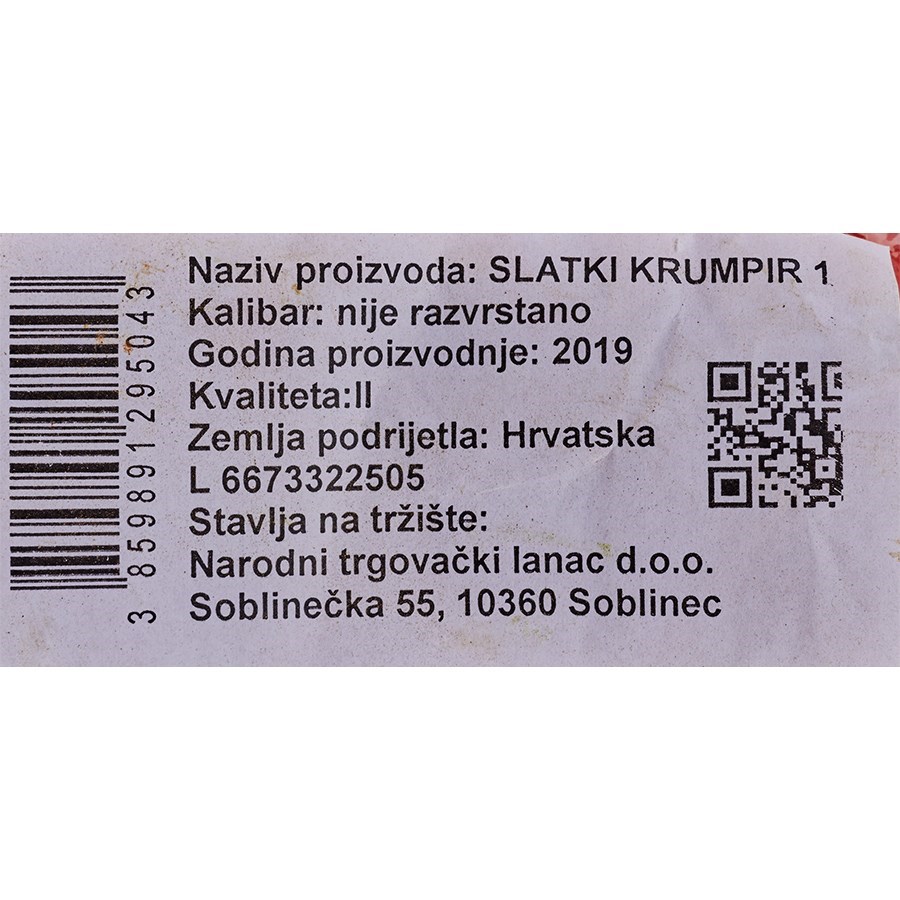 Naziv proizvoda: SLATKI KRUMPIR 1
Kalibar: nije razvrstano
Godina proizvodnje: 2019
Kvaliteta:II
Zemlja podrijetla: Hrvatska
L 6673322505
Stavlja na tržište:
Narodni trgovački lanac d.o.o.
Soblinečka 55, 10360 Soblinec
3 859891 295043